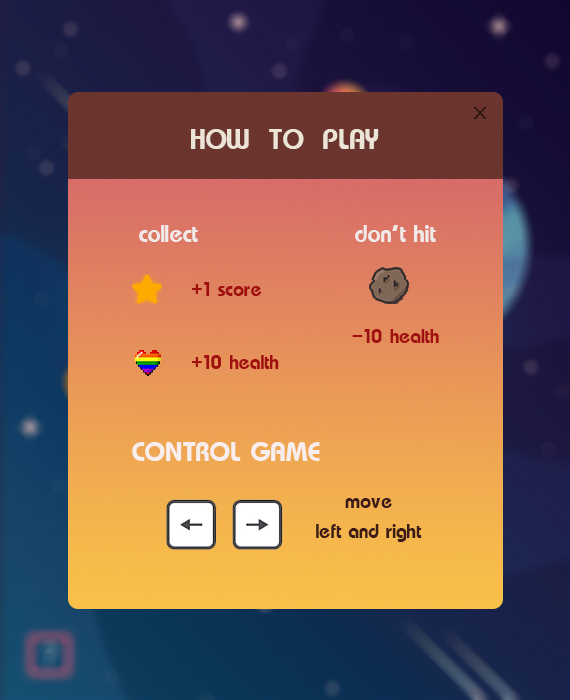 HOW TO PLAY
collect
+1 score
+10 health
don't hit
-10 health
CONTROL GAME
move
left and right